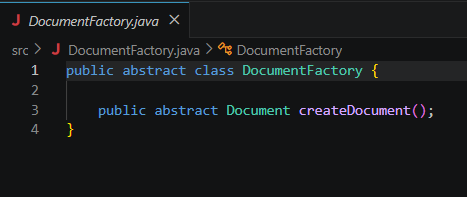 DocumentFactory.java
src > DocumentFactory.java > DocumentFactory
1 public abstract class DocumentFactory {
2
3     public abstract Document createDocument();
4 }